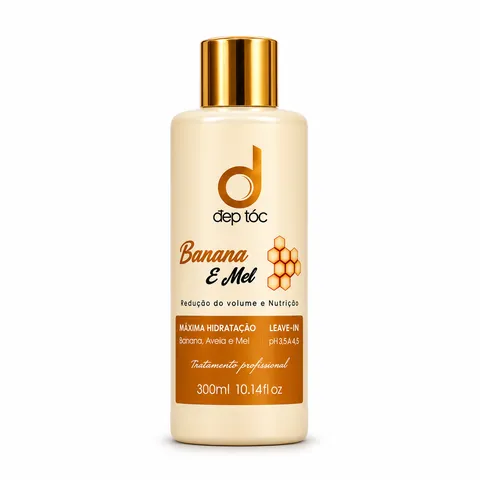 đẹp tóc
Banana
E Mel
Redução do volume e Nutrição
MÁXIMA HIDRATAÇÃO LEAVE-IN
Banana, Aveia e Mel pH 3,5 A 4,5
Tratamento profissional
300ml 10.14fl oz